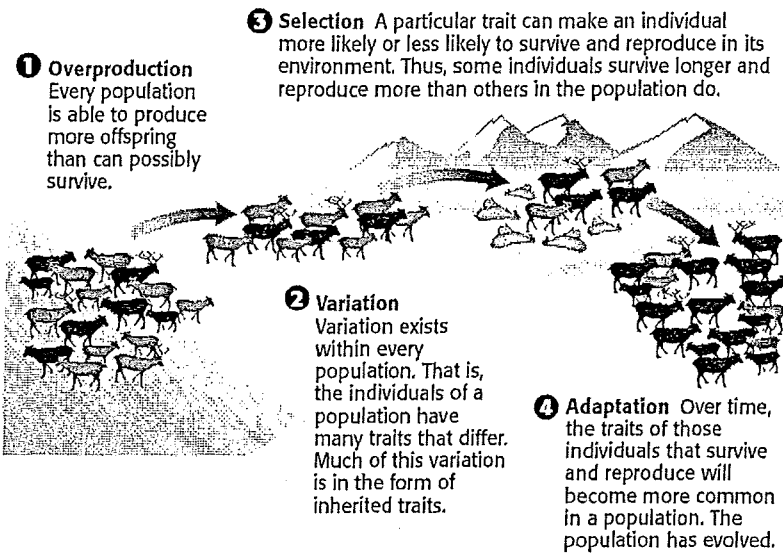 1 Overproduction
Every population
is able to produce
more offspring
than can possibly
survive.
2 Variation
Variation exists
within every
population. That is,
the individuals of a
population have
many traits that differ.
Much of this variation
is in the form of
inherited traits.
3 Selection A particular trait can make an individual
more likely or less likely to survive and reproduce in its
environment. Thus, some individuals survive longer and
reproduce more than others in the population do.
4 Adaptation Over time,
the traits of those
individuals that survive
and reproduce will
become more common
in a population. The
population has evolved.